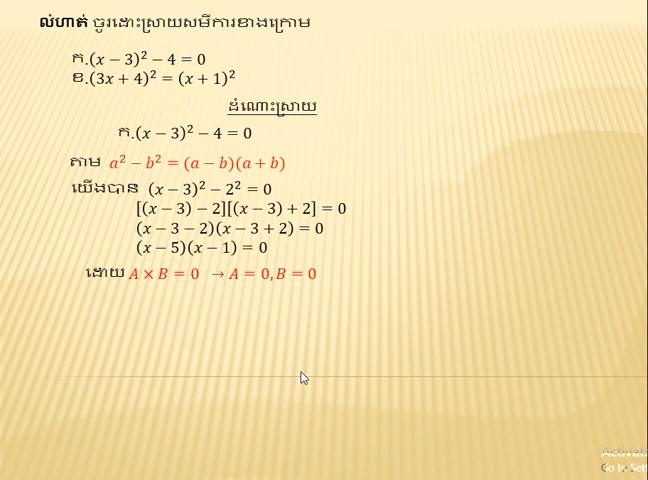 លំហាត់ ចូរដោះស្រាយសមីការខាងក្រោម
ក.(x − 3)² − 4 = 0
ខ.(3x + 4)² = (x + 1)²
ដំណោះស្រាយ
ក.(x − 3)² − 4 = 0
តាម a² − b² = (a − b)(a + b)
យើងបាន (x − 3)² − 2² = 0
[(x − 3) − 2][(x − 3) + 2] = 0
(x − 3 − 2)(x − 3 + 2) = 0
(x − 5)(x − 1) = 0
ដោយ A × B = 0 → A = 0, B = 0